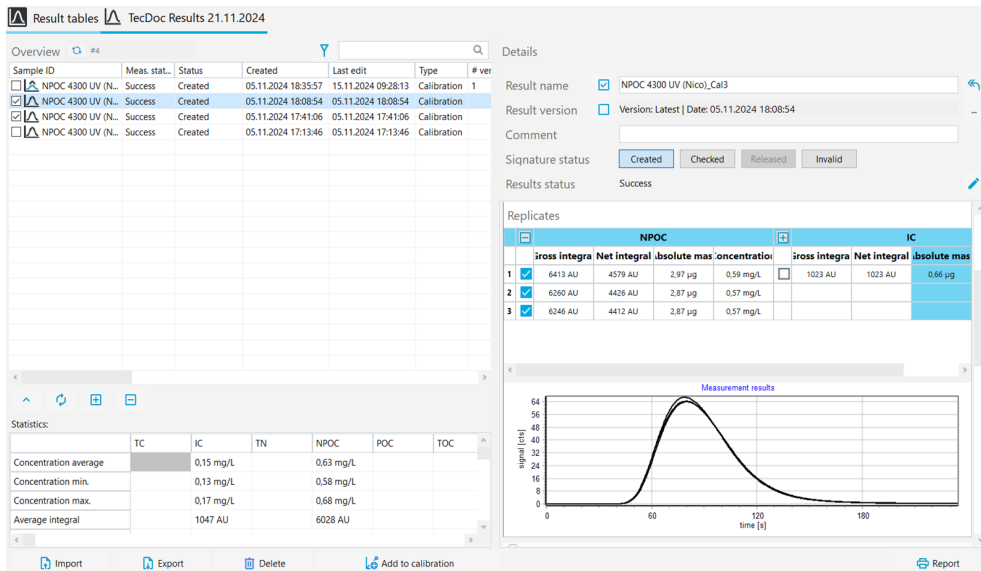 Result tables TecDoc Results 21.11.2024
Overview #4
Sample ID Meas. stat... Status Created Last edit Type # ver
NPOC 4300 UV (N... Success Created 05.11.2024 18:35:57 15.11.2024 09:28:13 Calibration 1
NPOC 4300 UV (N... Success Created 05.11.2024 18:08:54 05.11.2024 18:08:54 Calibration
NPOC 4300 UV (N... Success Created 05.11.2024 17:41:06 05.11.2024 17:41:06 Calibration
NPOC 4300 UV (N... Success Created 05.11.2024 17:13:46 05.11.2024 17:13:46 Calibration
Statistics:
TC IC TN NPOC POC TOC
Concentration average 0,15 mg/L 0,63 mg/L
Concentration min. 0,13 mg/L 0,58 mg/L
Concentration max. 0,17 mg/L 0,68 mg/L
Average integral 1047 AU 6028 AU
Details
Result name NPOC 4300 UV (Nico)_Cal3
Result version Version: Latest | Date: 05.11.2024 18:08:54 ...
Comment
Signature status Created Checked Released Invalid
Results status Success
Replicates
NPOC IC
Gross integra Net integral Absolute mas Concentration Gross integra Net integral Absolute mas
1 6413 AU 4579 AU 2,97 µg 0,59 mg/L 1023 AU 1023 AU 0,66 µg
2 6260 AU 4426 AU 2,87 µg 0,57 mg/L
3 6246 AU 4412 AU 2,87 µg 0,57 mg/L
Measurement results
signal [cts]
64
56
48
40
32
24
16
8
0
0 60 120 180
time [s]
Import Export Delete Add to calibration Report